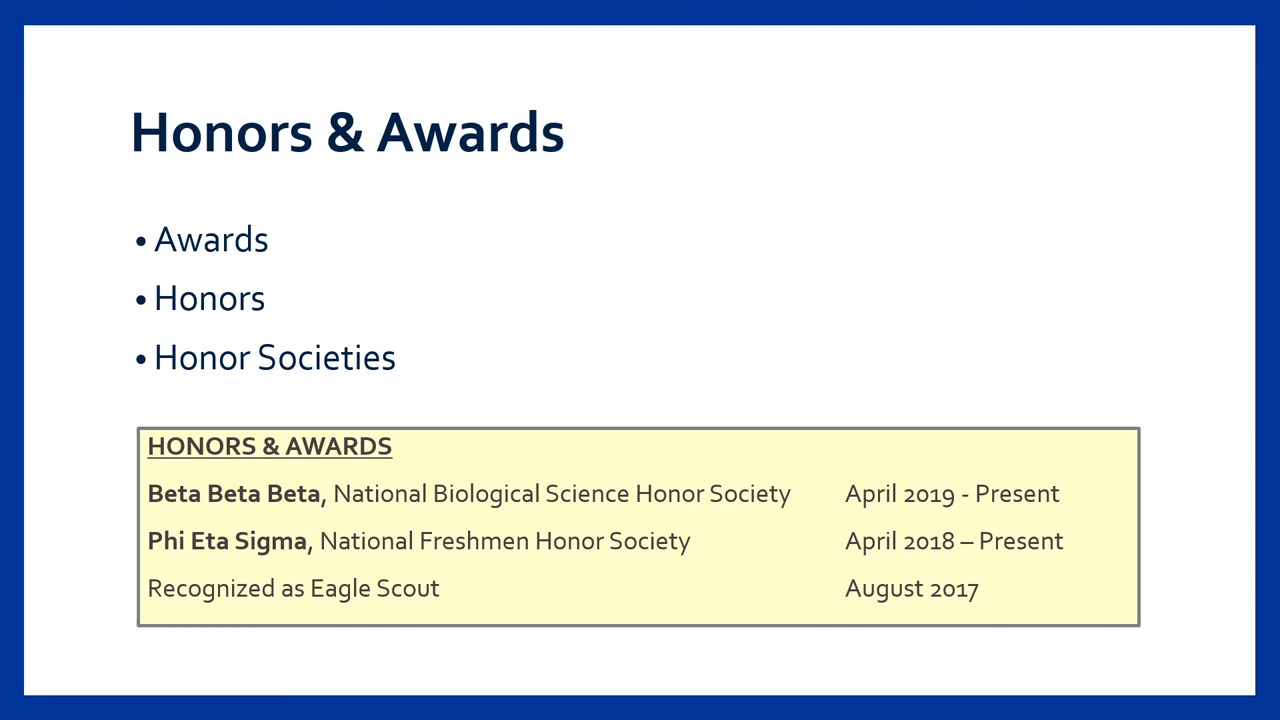 Honors & Awards
• Awards
• Honors
• Honor Societies
HONORS & AWARDS
Beta Beta Beta, National Biological Science Honor Society April 2019 - Present
Phi Eta Sigma, National Freshmen Honor Society April 2018 – Present
Recognized as Eagle Scout August 2017